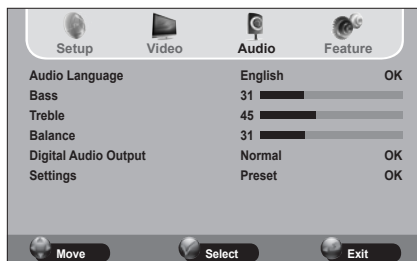 Setup Video Audio Feature
Audio Language English OK
Bass 31
Treble 45
Balance 31
Digital Audio Output Normal OK
Settings Preset OK
Move Select Exit